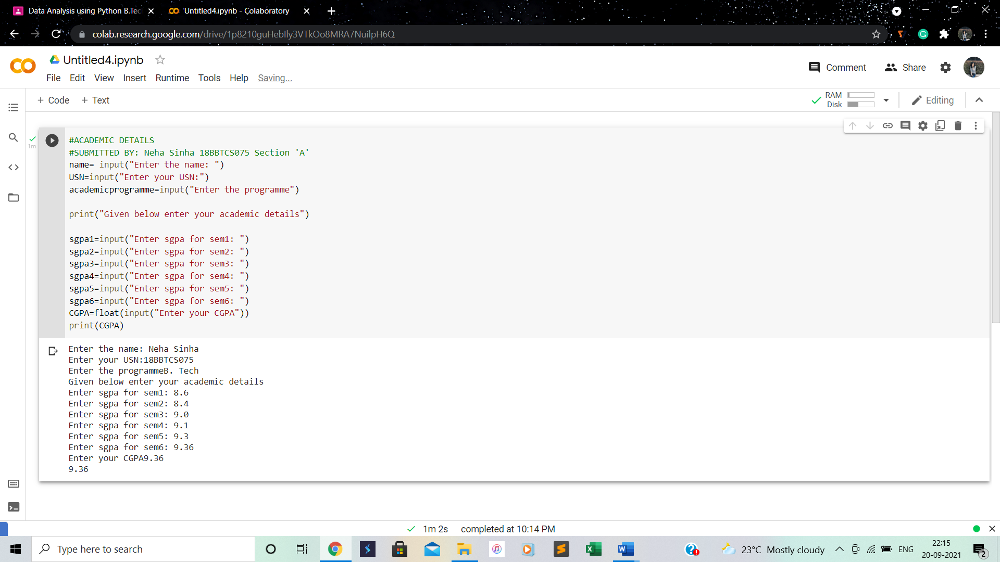 Data Analysis using Python B.Tec
Untitled4.ipynb - Colaboratory
colab.research.google.com/drive/1p8210guHeblly3VTkOo8MRA7NuilpH6Q
Untitled4.ipynb
Comment
Share
File Edit View Insert Runtime Tools Help Saving...
+ Code + Text
RAM
Disk
Editing
1m
#ACADEMIC DETAILS
#SUBMITTED BY: Neha Sinha 18BBTCS075 Section 'A'
name= input("Enter the name: ")
USN=input("Enter your USN:")
academicprogramme=input("Enter the programme")
print("Given below enter your academic details")
sgpa1=input("Enter sgpa for sem1: ")
sgpa2=input("Enter sgpa for sem2: ")
sgpa3=input("Enter sgpa for sem3: ")
sgpa4=input("Enter sgpa for sem4: ")
sgpa5=input("Enter sgpa for sem5: ")
sgpa6=input("Enter sgpa for sem6: ")
CGPA=float(input("Enter your CGPA"))
print(CGPA)
Enter the name: Neha Sinha
Enter your USN:18BBTCS075
Enter the programmeB. Tech
Given below enter your academic details
Enter sgpa for sem1: 8.6
Enter sgpa for sem2: 8.4
Enter sgpa for sem3: 9.0
Enter sgpa for sem4: 9.1
Enter sgpa for sem5: 9.3
Enter sgpa for sem6: 9.36
Enter your CGPA9.36
9.36
1m 2s completed at 10:14 PM
Type here to search
23°C Mostly cloudy
ENG
22:15
20-09-2021
2